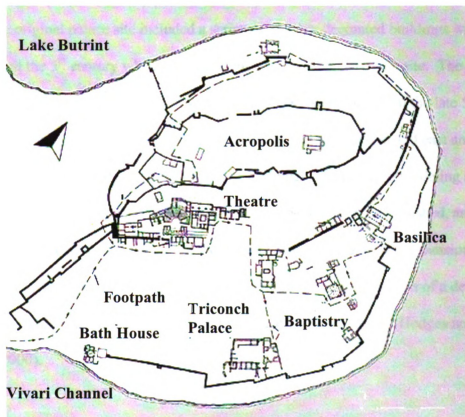 Lake Butrint
Acropolis
Theatre
Basilica
Footpath
Triconch
Palace
Baptistry
Bath House
Vivari Channel